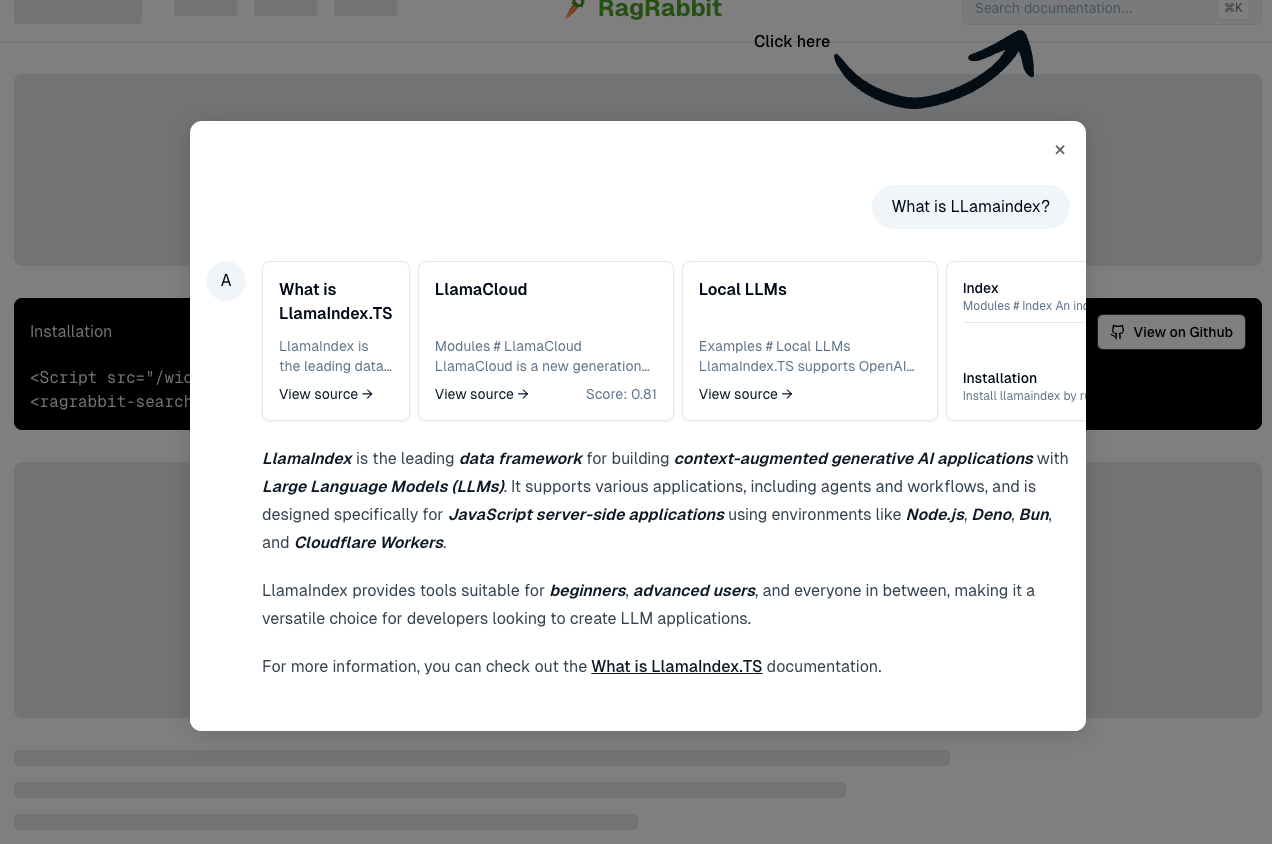 RagRabbit
Search documentation...
⌘K
Click here
×
What is LLamaindex?
A
What is
LlamaIndex.TS
LlamaIndex is
the leading data…
View source →
LlamaCloud
Modules # LlamaCloud
LlamaCloud is a new generation…
View source →
Score: 0.81
Local LLMs
Examples # Local LLMs
LlamaIndex.TS supports OpenAI…
View source →
Index
Modules # Index An
Installation
Install llamaindex by
Installation
<Script src="/wid
<ragrabbit-search
View on Github
LlamaIndex is the leading data framework for building context-augmented generative AI applications with
Large Language Models (LLMs). It supports various applications, including agents and workflows, and is
designed specifically for JavaScript server-side applications using environments like Node.js, Deno, Bun,
and Cloudflare Workers.
LlamaIndex provides tools suitable for beginners, advanced users, and everyone in between, making it a
versatile choice for developers looking to create LLM applications.
For more information, you can check out the What is LlamaIndex.TS documentation.